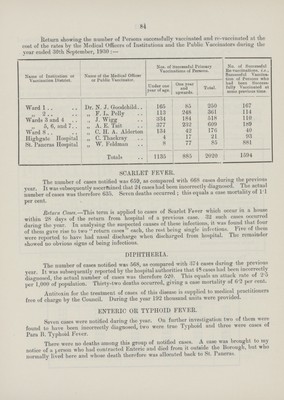 84
Return showing the number of Persons successfully vaccinated and re-vaccinated at the
cost of the rates by the Medical Officers of Institutions and the Public Vaccinators during the
year ended 30th September, 1930 :—
Name of Institution or Vaccination District. Name of the Medical Officer or Public Vaccinator. Nos. of Successful Primary Vaccinations of Persons. No. of Successful Re-vaccinations, i.e., Successful Vaccination of Persons who had been Successfully Vaccinated at some previous time.
Under one year of age. One year and upwards. Total.
Ward 1 .. .. Dr. N. J. Goodchild.. 165 85 250 167
„ 2 .. .. „ F. L. Pelly .. 113 248 361 114
Wards 3 and 4 .. „ J. Wigg .. 334 184 518 119
„ 5, 6, and 7.. „ A. E. Tait .. 377 232 609 189
Ward 8 .. .. „ C. H. A. Alderton 134 42 176 40
Highgate Hospital „ C. Thackray .. 4 17 21 93
St. Pancras Hospital „ W. Feldman .. 8 77 85 881
Totals 1135 885 2020 1594
SCARLET FEVER.
The number of cases notified was 659, as compared with 668 cases during the previous
year. It was subsequently ascertained that 24 cases had been incorrectly diagnosed. The actual
number of cases was therefore 635. Seven deaths occurred ; this equals a case mortality of 1·1
per cent.
Return Cases.—This term is applied to cases of Scarlet Fever which occur in a house
within 28 days of the return from hospital of a previous case. 32 such cases occurred
during the year. In analysing the suspected causes of these infections, it was found that four
of them gave rise to two "return cases" each, the rest being single infections. Five of them
were reported to have had nasal discharge when discharged from hospital. The remainder
showed no obvious signs of being infectious.
DIPHTHERIA.
The number of cases notified was 568, as compared with 574 cases during the previous
year. It was subsequently reported by the hospital authorities that 48 cases had been incorrectly
diagnosed, the actual number of cases was therefore 520. This equals an attack rate of 2·5
per 1,000 of population. Thirty-two deaths occurred, giving a case mortality of 6·2 per cent.
Antitoxin for the treatment of cases of this disease is supplied to medical practitioners
free of charge by the Council. During the year 192 thousand units were provided.
ENTERIC OR TYPHOID FEVER.
Seven cases were notified during the year. On further investigation two of them were
found to have been incorrectly diagnosed, two were true Typhoid and three were cases of
Para B. Typhoid Fever.
There were no deaths among this group of notified cases. A case was brought to my
notice of a person who had contracted Enteric and died from it outside the Borough, but who
normally lived here and whose death therefore was allocated back to St. Pancras.